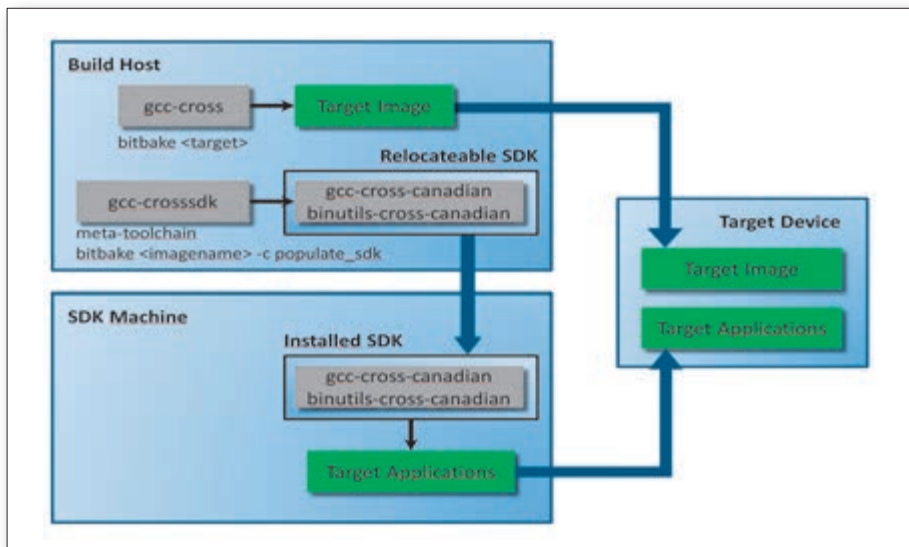 Build Host
gcc-cross
Target Image
bitbake <target>
Relocateable SDK
gcc-crosssdk
gcc-cross-canadian
binutils-cross-canadian
meta-toolchain
bitbake <imagename> -c populate_sdk
Target Device
Target Image
Target Applications
SDK Machine
Installed SDK
gcc-cross-canadian
binutils-cross-canadian
Target Applications